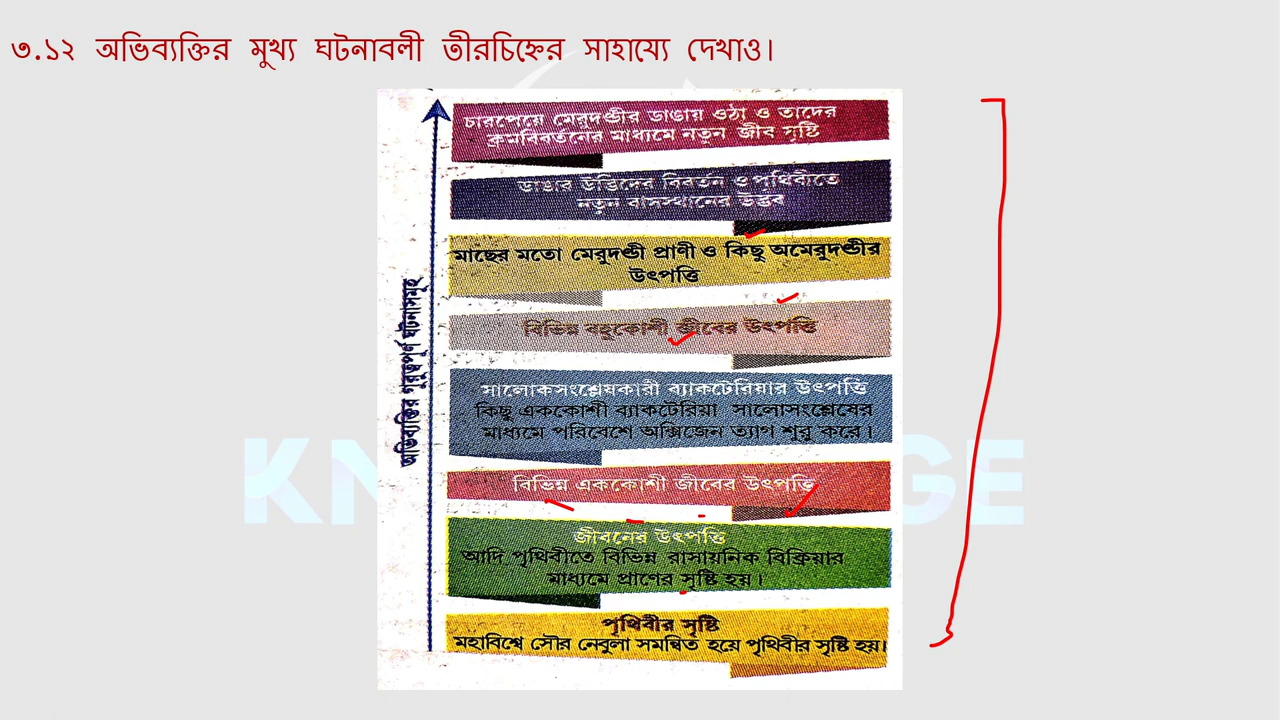 ৩.১২ অভিব্যক্তির মুখ্য ঘটনাবলী তীরচিহ্নের সাহায্যে দেখাও।
চারপেয়ে মেরুদণ্ডীর ডাঙায় ওঠা ও তাদের
ক্রমবিবর্তনের মাধ্যমে নতুন জীব সৃষ্টি
ডাঙার উদ্ভিদের বিবর্তন ও পৃথিবীতে
নতুন বাসস্থানের উদ্ভব
মাছের মতো মেরুদণ্ডী প্রাণী ও কিছু অমেরুদণ্ডীর
উৎপত্তি
বিভিন্ন বহুকোশী জীবের উৎপত্তি
সালোকসংশ্লেষকারী ব্যাকটেরিয়ার উৎপত্তি
কিছু এককোশী ব্যাকটেরিয়া সালোসংশ্লেষের
মাধ্যমে পরিবেশে অক্সিজেন ত্যাগ শুরু করে।
বিভিন্ন এককোশী জীবের উৎপত্তি
জীবনের উৎপত্তি
আদি পৃথিবীতে বিভিন্ন রাসায়নিক বিক্রিয়ার
মাধ্যমে প্রাণের সৃষ্টি হয়।
পৃথিবীর সৃষ্টি
মহাবিশ্বে সৌর নেবুলা সমন্বিত হয়ে পৃথিবীর সৃষ্টি হয়।
অভিব্যক্তির গুরুত্বপূর্ণ ঘটনাসমূহ